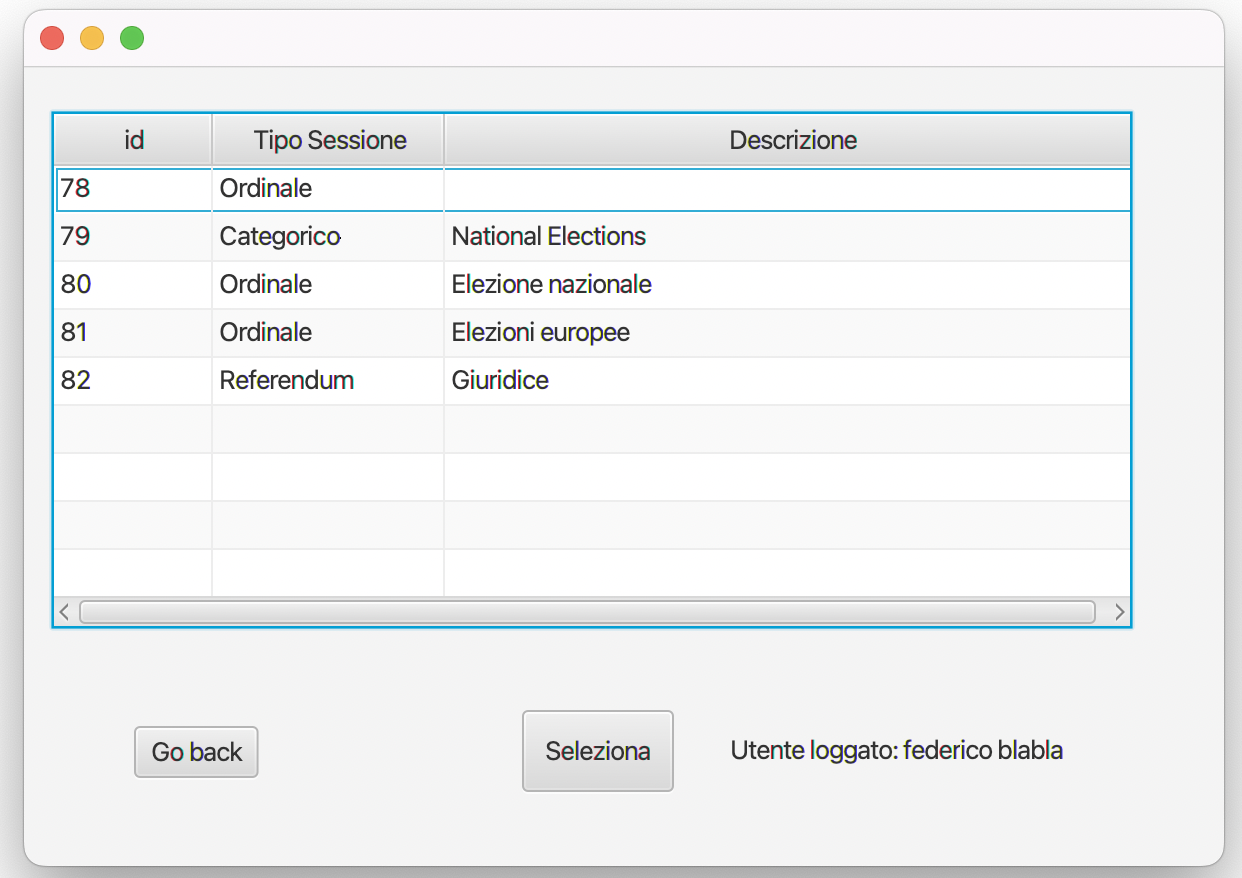 id Tipo Sessione Descrizione
78 Ordinale
79 Categorico National Elections
80 Ordinale Elezione nazionale
81 Ordinale Elezioni europee
82 Referendum Giuridice
Go back Seleziona Utente loggato: federico blabla